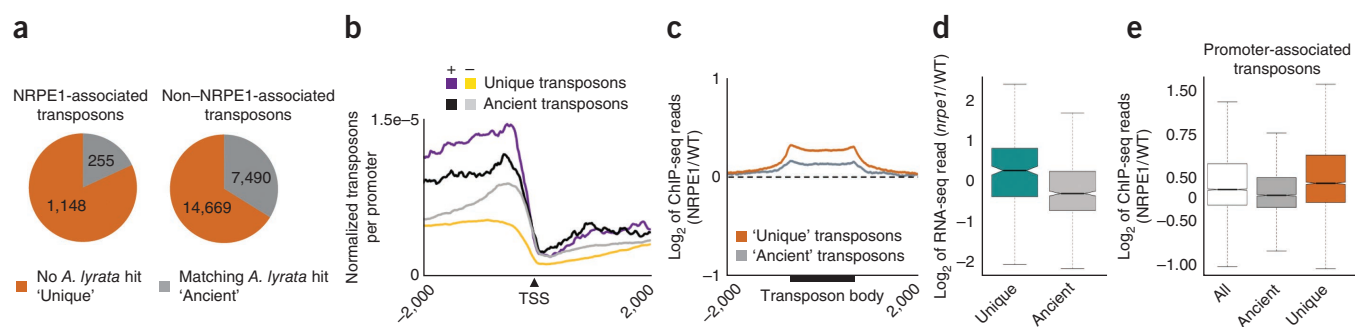 a
NRPE1-associated
transposons
255
1,148
Non–NRPE1-associated
transposons
7,490
14,669
No A. lyrata hit
'Unique'
Matching A. lyrata hit
'Ancient'
b
+ –
Unique transposons
Ancient transposons
Normalized transposons
per promoter
1.5e–5
0
–2,000
TSS
2,000
c
Log2 of ChIP-seq reads
(NRPE1/WT)
1
0
–1
'Unique' transposons
'Ancient' transposons
–2,000
Transposon body
2,000
d
Log2 of RNA-seq read (nrpe1/WT)
2
1
0
–1
–2
Unique
Ancient
e
Promoter-associated
transposons
Log2 of ChIP-seq reads
(NRPE1/WT)
1.50
0.75
0.50
0
–0.50
–1.00
All
Ancient
Unique